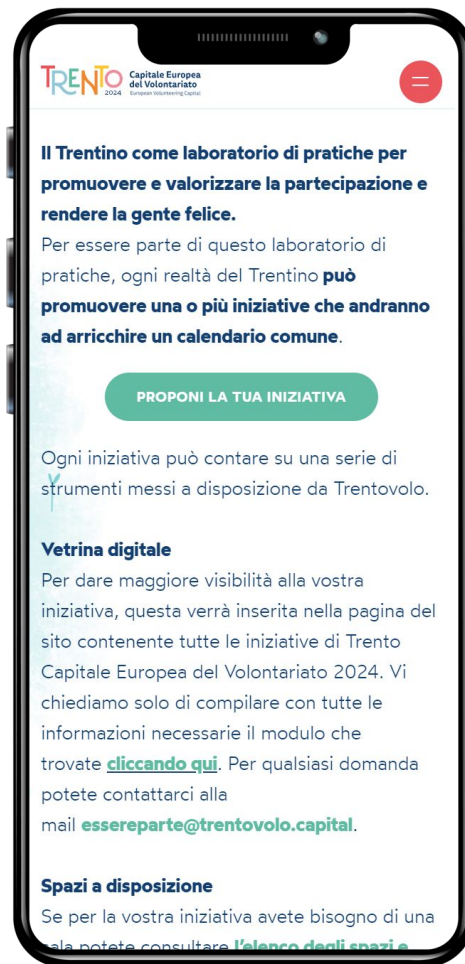 TRENTO
2024
Capitale Europea
del Volontariato
European Volunteering Capital
Il Trentino come laboratorio di pratiche per
promuovere e valorizzare la partecipazione e
rendere la gente felice.
Per essere parte di questo laboratorio di
pratiche, ogni realtà del Trentino può
promuovere una o più iniziative che andranno
ad arricchire un calendario comune.
PROPONI LA TUA INIZIATIVA
Ogni iniziativa può contare su una serie di
strumenti messi a disposizione da Trentovolo.
Vetrina digitale
Per dare maggiore visibilità alla vostra
iniziativa, questa verrà inserita nella pagina del
sito contenente tutte le iniziative di Trento
Capitale Europea del Volontariato 2024. Vi
chiediamo solo di compilare con tutte le
informazioni necessarie il modulo che
trovate cliccando qui. Per qualsiasi domanda
potete contattarci alla
mail essereparte@trentovolo.capital.
Spazi a disposizione
Se per la vostra iniziativa avete bisogno di una
sala potete consultare l'elenco degli spazi e